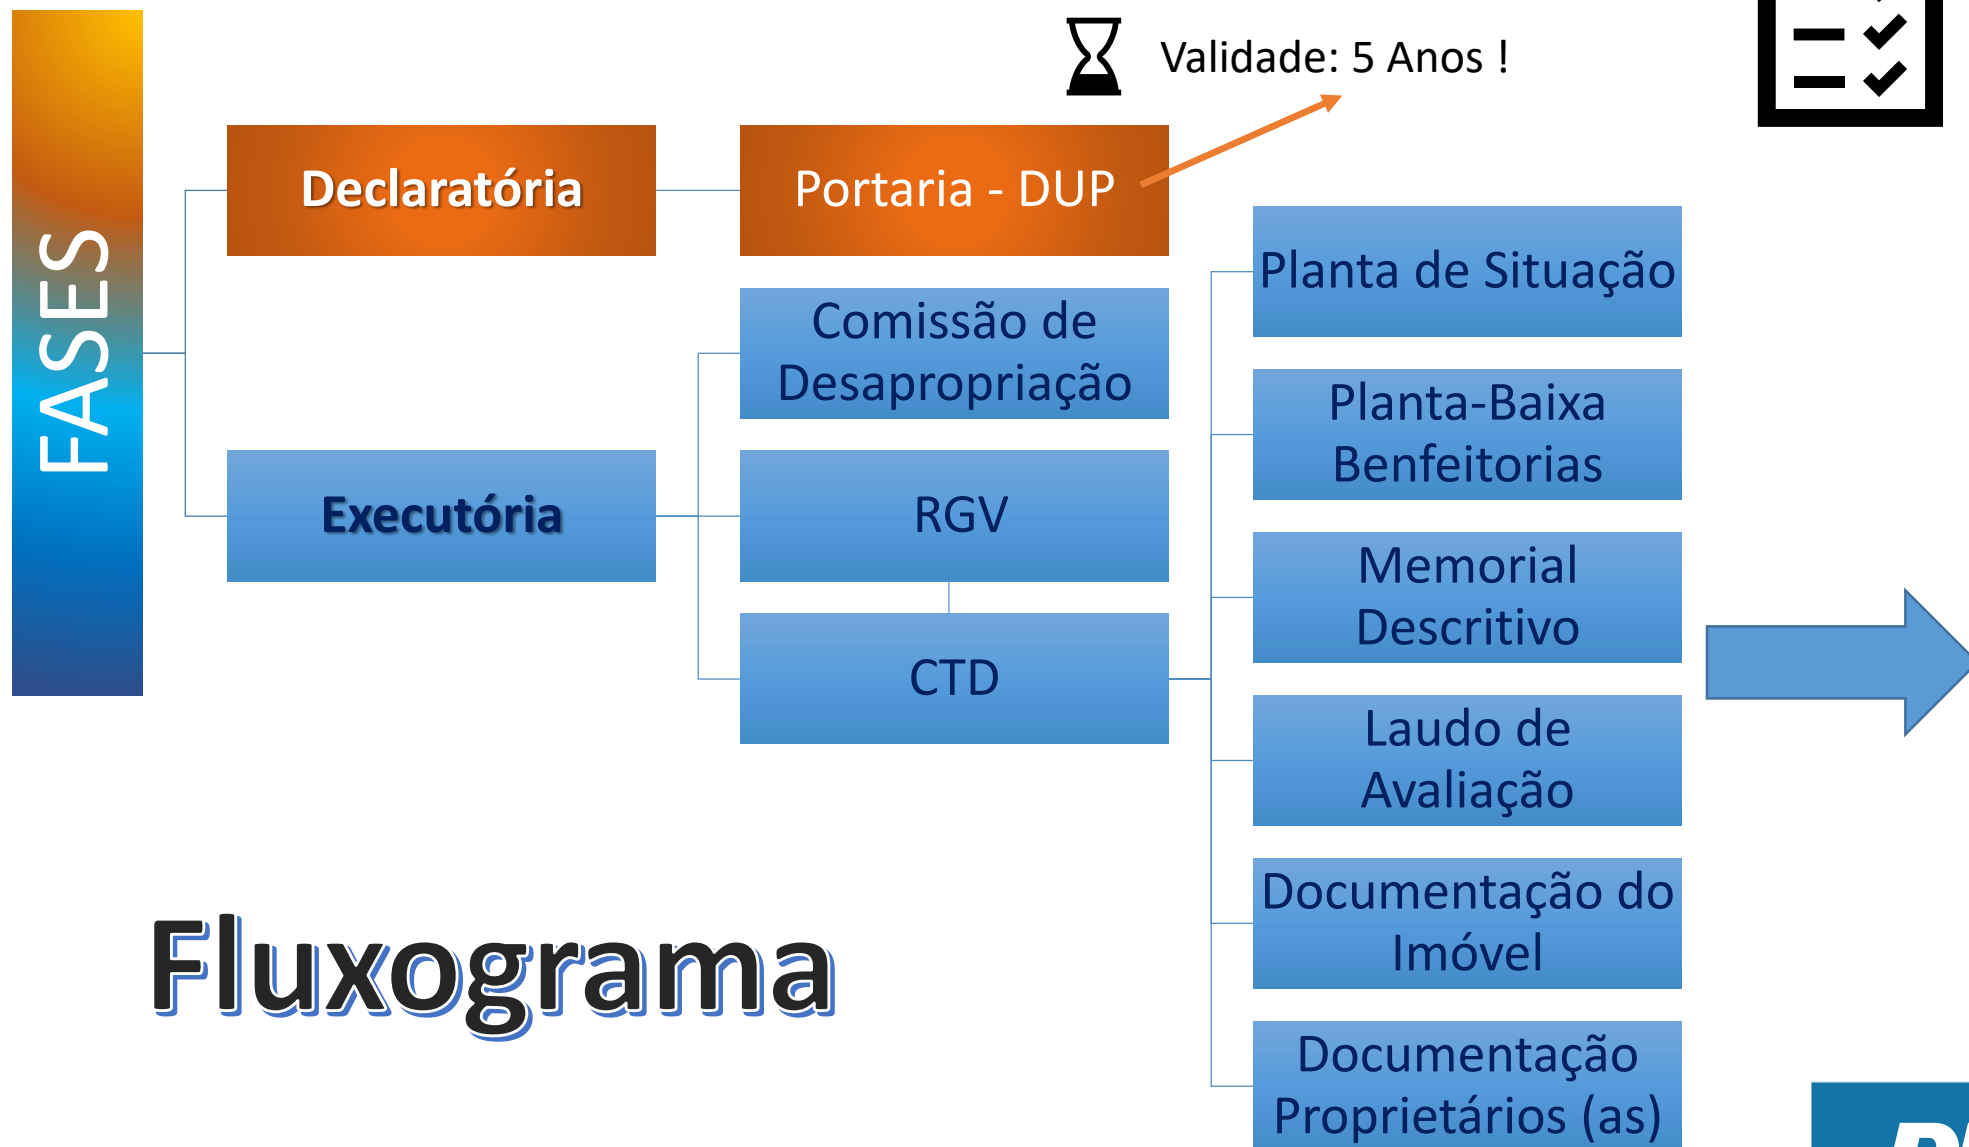 FASES
Validade: 5 Anos !
Declaratória
Portaria - DUP
Comissão de
Desapropriação
Executória
RGV
CTD
Planta de Situação
Planta-Baixa
Benfeitorias
Memorial
Descritivo
Laudo de
Avaliação
Documentação do
Imóvel
Documentação
Proprietários (as)
Fluxograma